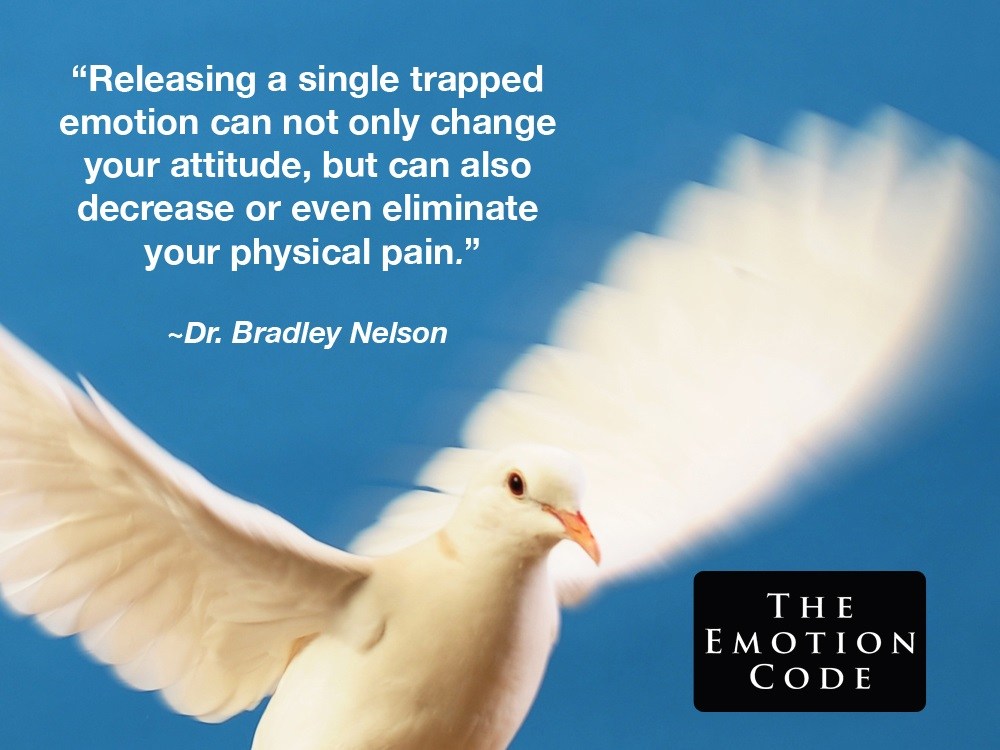 “Releasing a single trapped
emotion can not only change
your attitude, but can also
decrease or even eliminate
your physical pain.”
~Dr. Bradley Nelson
THE
EMOTION
CODE